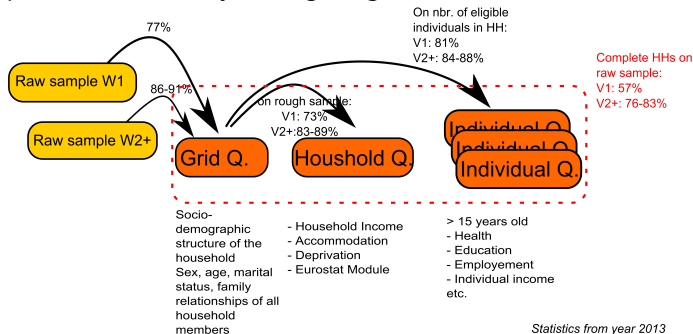 On nbr. of eligible
individuals in HH:
V1: 81%
V2+: 84-88%
77%
Raw sample W1
86-91%
Raw sample W2+
on rough sample:
V1: 73%
V2+:83-89%
Complete HHs on
raw sample:
V1: 57%
V2+: 76-83%
Grid Q.
Houshold Q.
Individual Q.
Individual Q.
Individual Q.
Socio-
demographic
structure of the
household
Sex, age, marital
status, family
relationships of all
household
members
- Household Income
- Accommodation
- Deprivation
- Eurostat Module
> 15 years old
- Health
- Education
- Employement
- Individual income
etc.
Statistics from year 2013